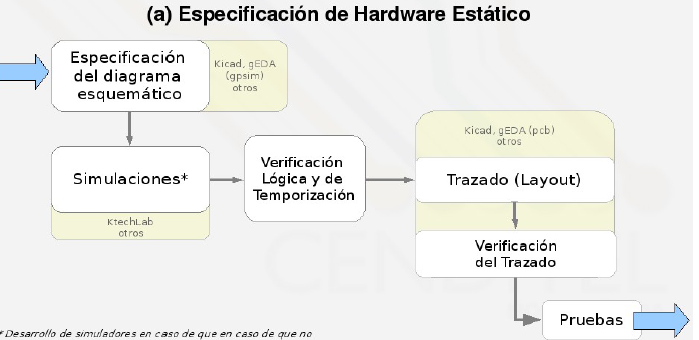 (a) Especificación de Hardware Estático
Especificación
del diagrama
esquemático
Kicad, gEDA
(gpsim)
otros
Simulaciones*
KtechLab
otros
Verificación
Lógica y de
Temporización
Kicad, gEDA (pcb)
otros
Trazado (Layout)
Verificación
del Trazado
Pruebas
* Desarrollo de simuladores en caso de que en caso de que no
CENDITEL